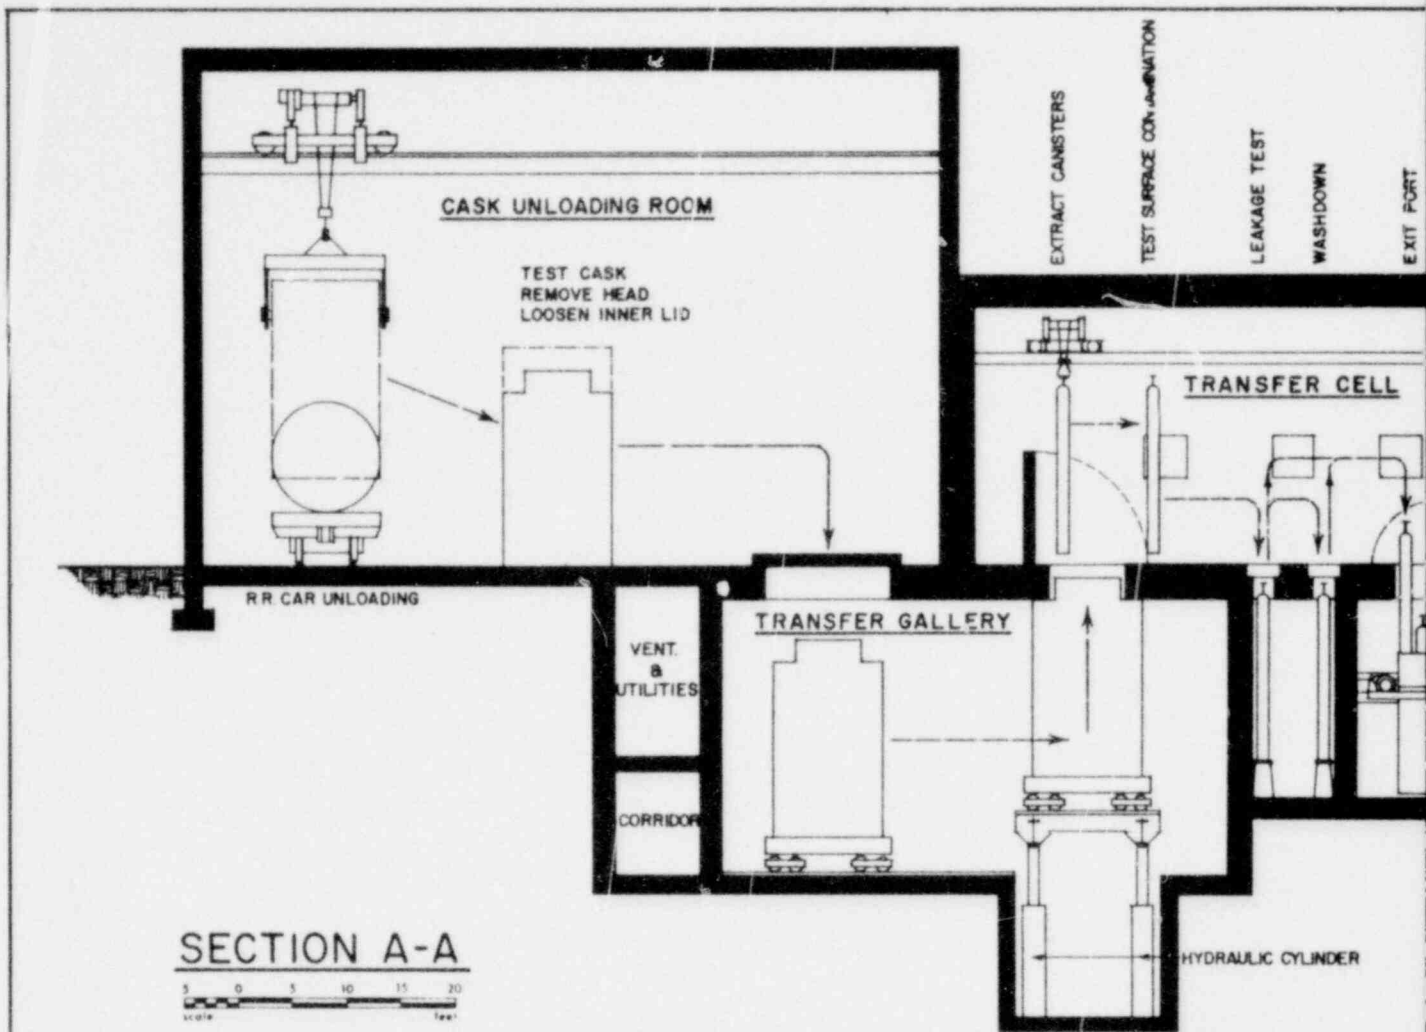 EXTRACT CANISTERS
TEST SURFACE CONTAMINATION
LEAKAGE TEST
WASHDOWN
EXIT PORT
CASK UNLOADING ROOM
TEST CASK
REMOVE HEAD
LOOSEN INNER LID
TRANSFER CELL
R.R. CAR UNLOADING
TRANSFER GALLERY
VENT.
&
UTILITIES
CORRIDOR
HYDRAULIC CYLINDER
SECTION A-A
5 0 5 10 15 20
scale feet